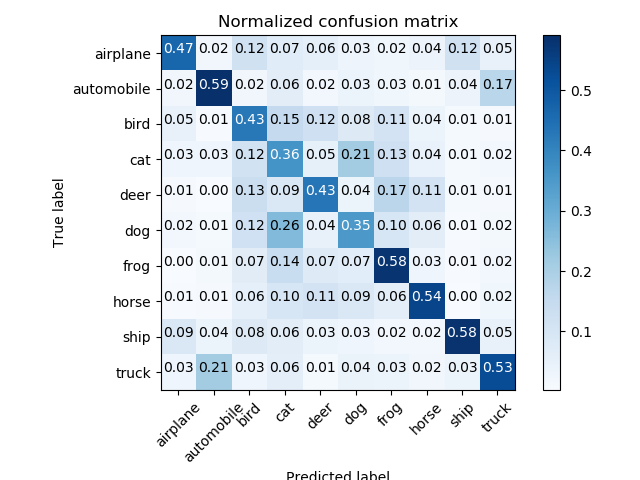 Normalized confusion matrix
airplane 0.47 0.02 0.12 0.07 0.06 0.03 0.02 0.04 0.12 0.05
automobile 0.02 0.59 0.02 0.06 0.02 0.03 0.03 0.01 0.04 0.17
bird 0.05 0.01 0.43 0.15 0.12 0.08 0.11 0.04 0.01 0.01
cat 0.03 0.03 0.12 0.36 0.05 0.21 0.13 0.04 0.01 0.02
deer 0.01 0.00 0.13 0.09 0.43 0.04 0.17 0.11 0.01 0.01
dog 0.02 0.01 0.12 0.26 0.04 0.35 0.10 0.06 0.01 0.02
frog 0.00 0.01 0.07 0.14 0.07 0.07 0.58 0.03 0.01 0.02
horse 0.01 0.01 0.06 0.10 0.11 0.09 0.06 0.54 0.00 0.02
ship 0.09 0.04 0.08 0.06 0.03 0.03 0.02 0.02 0.58 0.05
truck 0.03 0.21 0.03 0.06 0.01 0.04 0.03 0.02 0.03 0.53
airplane automobile bird cat deer dog frog horse ship truck
True label
Predicted label
0.5
0.4
0.3
0.2
0.1